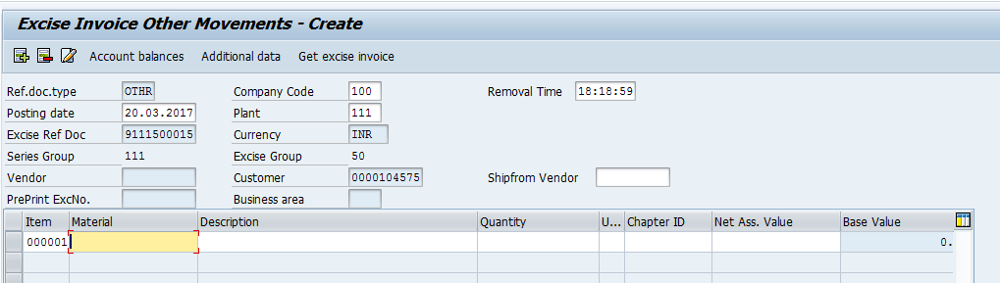 Excise Invoice Other Movements - Create
Account balances Additional data Get excise invoice
Ref.doc.type OTHR Company Code 100 Removal Time 18:18:59
Posting date 20.03.2017 Plant 111
Excise Ref Doc 9111500015 Currency INR
Series Group 111 Excise Group 50
Vendor Customer 0000104575 Shipfrom Vendor
PrePrint ExcNo. Business area
Item Material Description Quantity U... Chapter ID Net Ass. Value Base Value
000001 0.